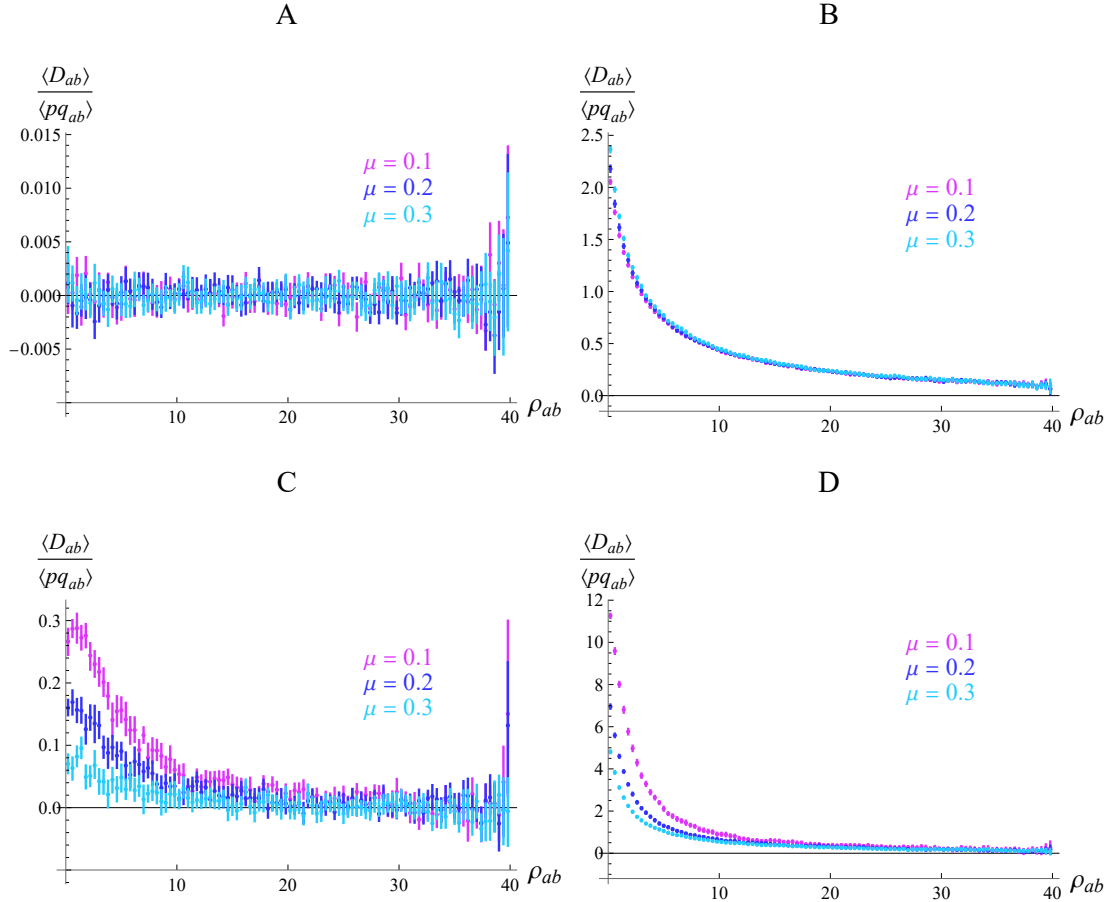 A
⟨D_ab⟩
⟨pq_ab⟩
0.015
0.010
0.005
0.000
−0.005
μ = 0.1
μ = 0.2
μ = 0.3
10 20 30 40 ρ_ab
B
⟨D_ab⟩
⟨pq_ab⟩
2.5
2.0
1.5
1.0
0.5
0.0
μ = 0.1
μ = 0.2
μ = 0.3
10 20 30 40 ρ_ab
C
⟨D_ab⟩
⟨pq_ab⟩
0.3
0.2
0.1
0.0
μ = 0.1
μ = 0.2
μ = 0.3
10 20 30 40 ρ_ab
D
⟨D_ab⟩
⟨pq_ab⟩
12
10
8
6
4
2
0
μ = 0.1
μ = 0.2
μ = 0.3
10 20 30 40 ρ_ab